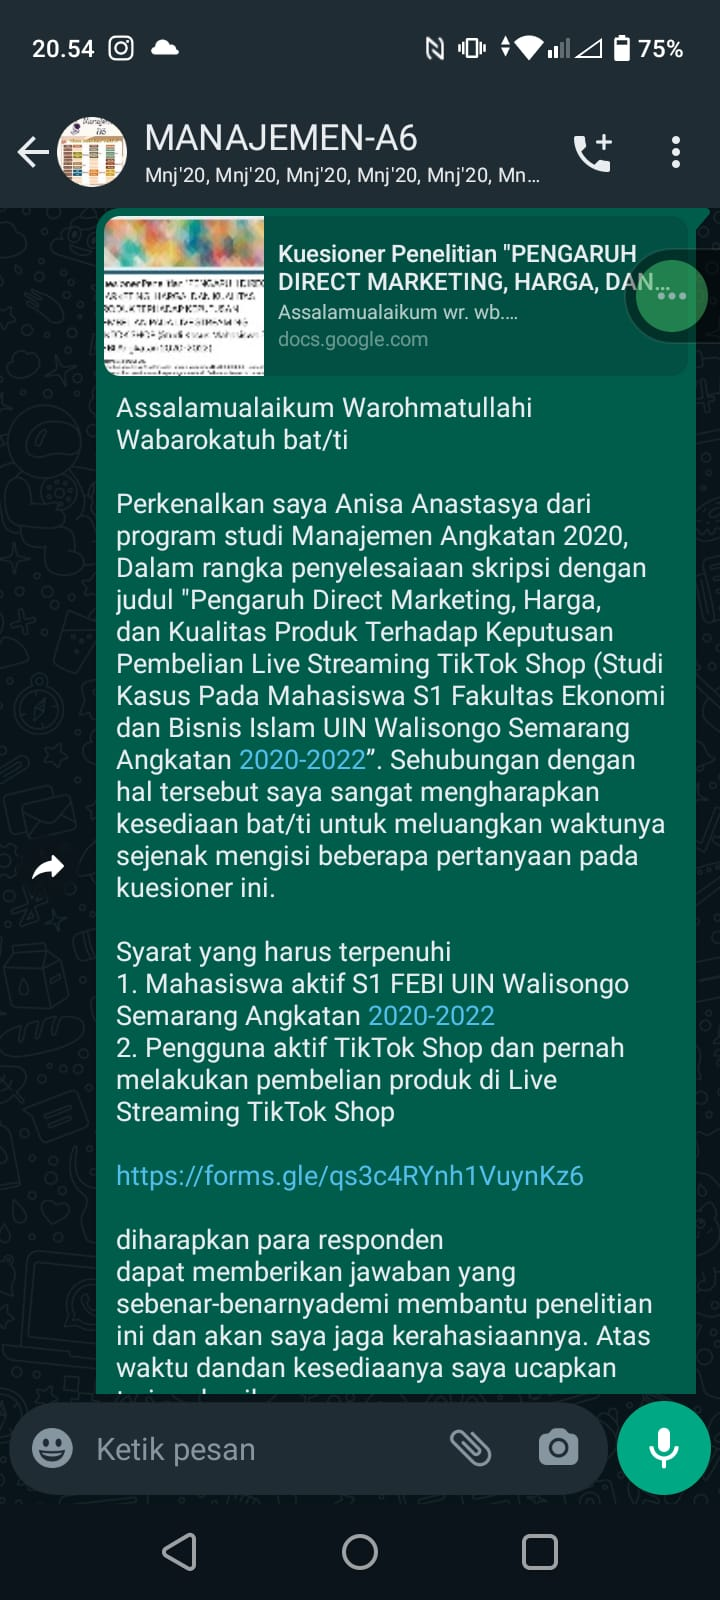 20.54
75%
MANAJEMEN-A6
Mnj'20, Mnj'20, Mnj'20, Mnj'20, Mnj'20, Mn...
Kuesioner Penelitian "PENGARUH
DIRECT MARKETING, HARGA, DAN...
Assalamualaikum wr. wb....
docs.google.com
Assalamualaikum Warohmatullahi
Wabarokatuh bat/ti
Perkenalkan saya Anisa Anastasya dari
program studi Manajemen Angkatan 2020,
Dalam rangka penyelesaiaan skripsi dengan
judul "Pengaruh Direct Marketing, Harga,
dan Kualitas Produk Terhadap Keputusan
Pembelian Live Streaming TikTok Shop (Studi
Kasus Pada Mahasiswa S1 Fakultas Ekonomi
dan Bisnis Islam UIN Walisongo Semarang
Angkatan 2020-2022”. Sehubungan dengan
hal tersebut saya sangat mengharapkan
kesediaan bat/ti untuk meluangkan waktunya
sejenak mengisi beberapa pertanyaan pada
kuesioner ini.
Syarat yang harus terpenuhi
1. Mahasiswa aktif S1 FEBI UIN Walisongo
Semarang Angkatan 2020-2022
2. Pengguna aktif TikTok Shop dan pernah
melakukan pembelian produk di Live
Streaming TikTok Shop
https://forms.gle/qs3c4RYnh1VuynKz6
diharapkan para responden
dapat memberikan jawaban yang
sebenar-benarnyademi membantu penelitian
ini dan akan saya jaga kerahasiaannya. Atas
waktu dandan kesediaanya saya ucapkan
Ketik pesan